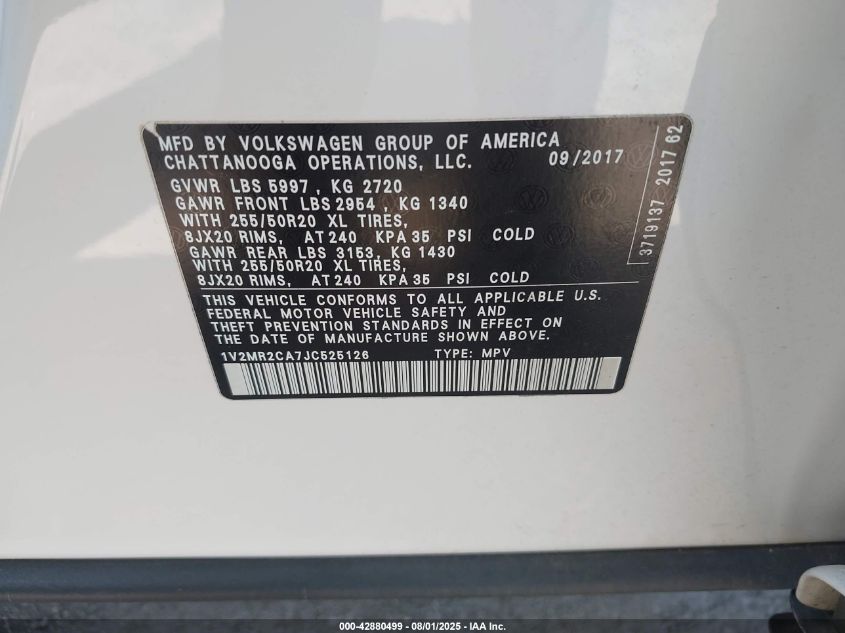 MFD BY VOLKSWAGEN GROUP OF AMERICA
CHATTANOOGA OPERATIONS, LLC. 09/2017
GVWR LBS 5997 , KG 2720
GAWR FRONT LBS 2954 , KG 1340
WITH 255/50R20 XL TIRES,
8JX20 RIMS, AT 240 KPA 35 PSI COLD
GAWR REAR LBS 3153, KG 1430
WITH 255/50R20 XL TIRES,
8JX20 RIMS, AT 240 KPA 35 PSI COLD
THIS VEHICLE CONFORMS TO ALL APPLICABLE U.S.
FEDERAL MOTOR VEHICLE SAFETY AND
THEFT PREVENTION STANDARDS IN EFFECT ON
THE DATE OF MANUFACTURE SHOWN ABOVE.
1V2MR2CA7JC525126 TYPE: MPV
3719137 2017 62
000-42880499 - 08/01/2025 - IAA Inc.